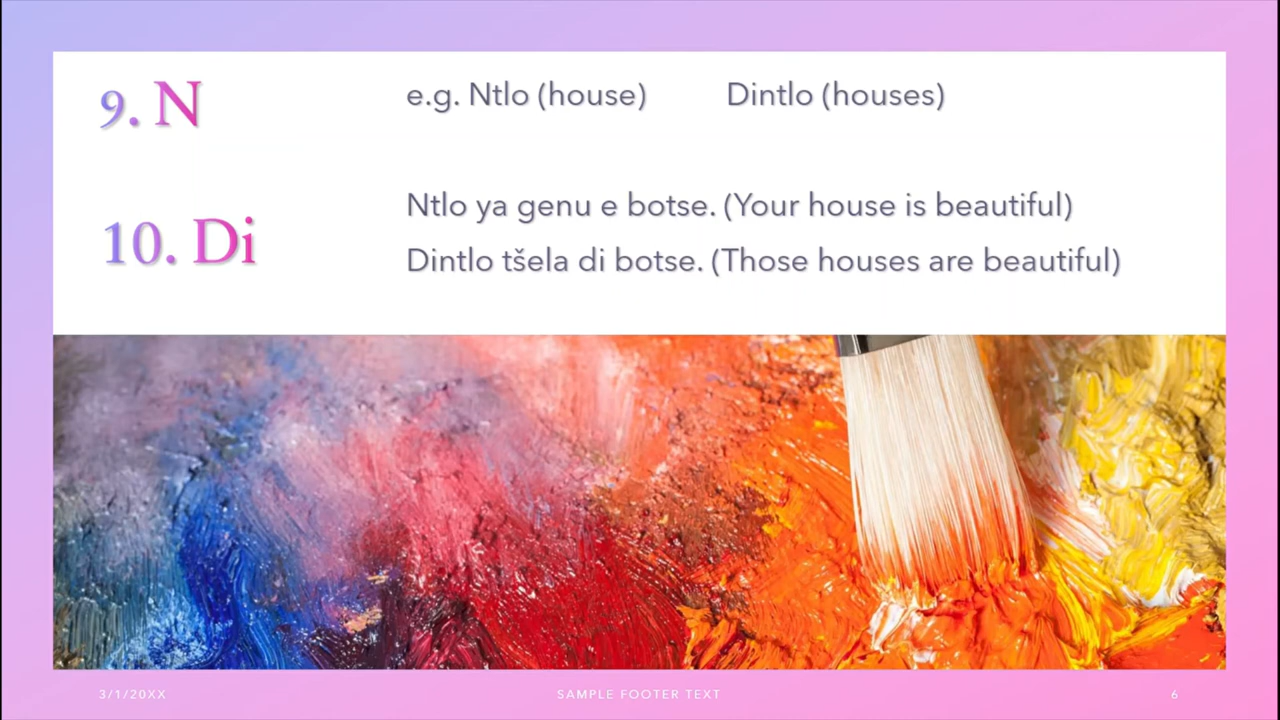 9. N
e.g. Ntlo (house) Dintlo (houses)
10. Di
Ntlo ya genu e botse. (Your house is beautiful)
Dintlo tšela di botse. (Those houses are beautiful)
3/1/20XX
SAMPLE FOOTER TEXT
6